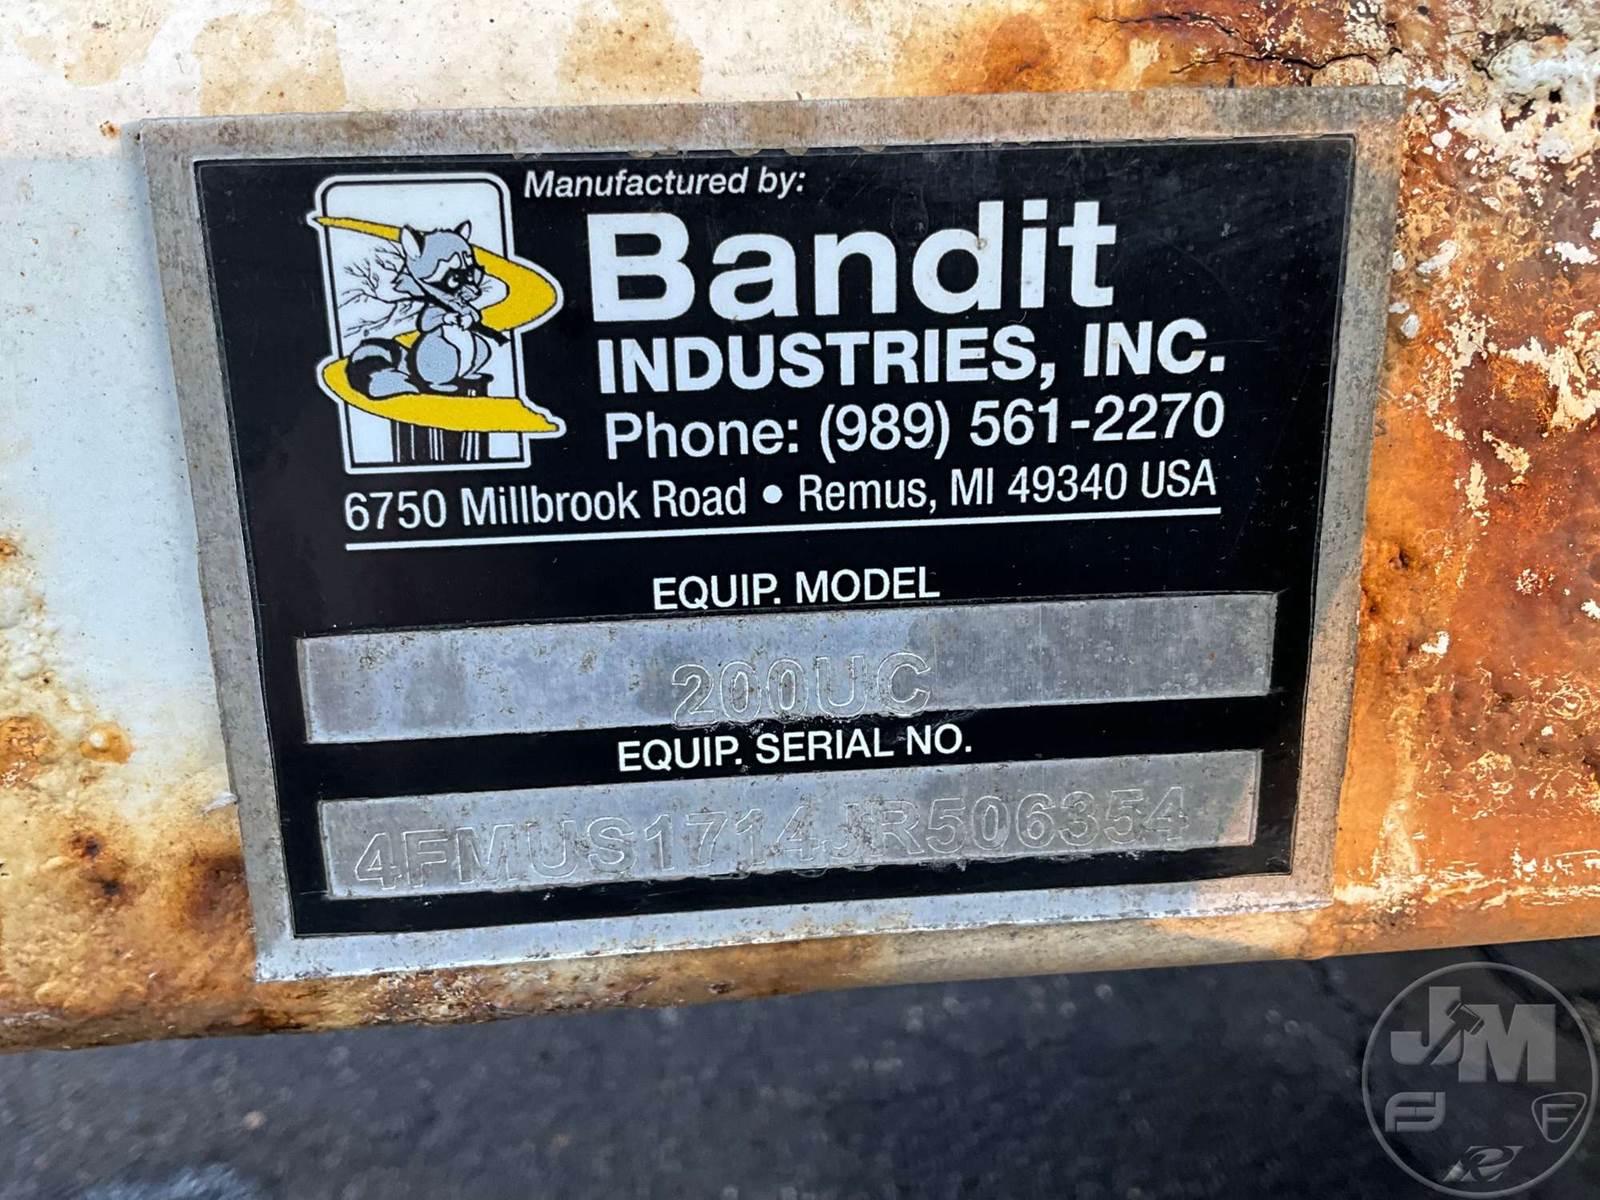 Manufactured by:
Bandit
INDUSTRIES, INC.
Phone: (989) 561-2270
6750 Millbrook Road • Remus, MI 49340 USA
EQUIP. MODEL
200UC
EQUIP. SERIAL NO.
4FMUS1714JR506354
JM
F